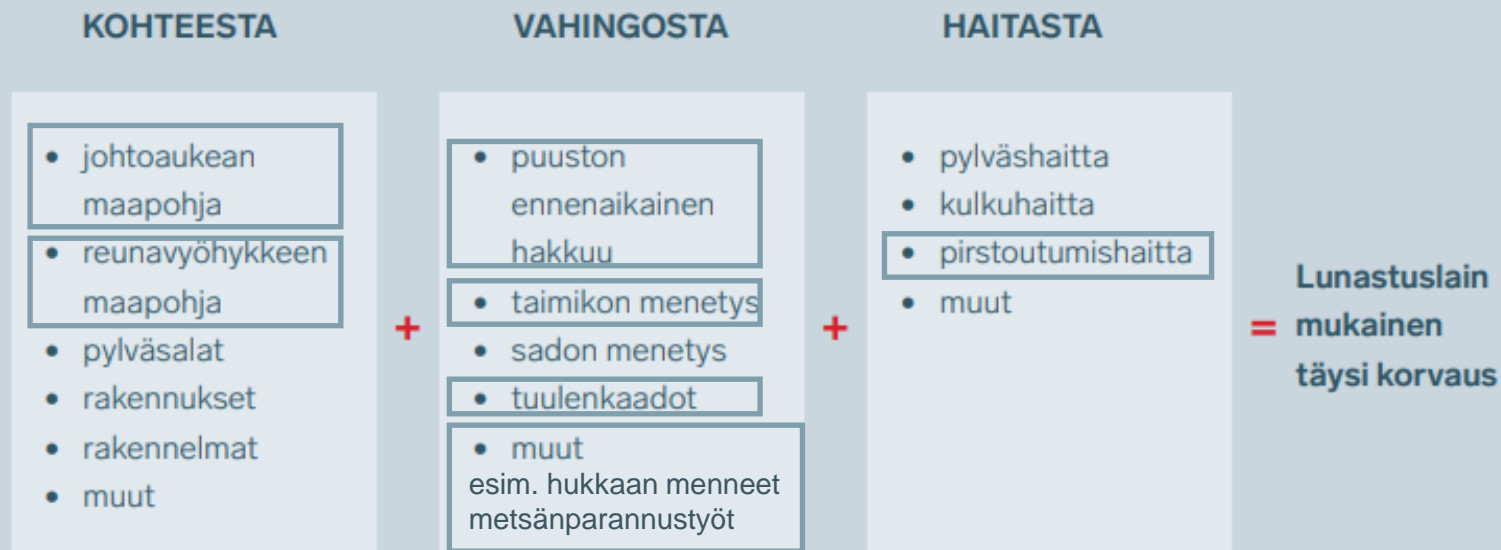 KOHTEESTA
• johtoaukean
maapohja
• reunavyöhykkeen
maapohja
• pylväsalat
• rakennukset
• rakennelmat
• muut
+
VAHINGOSTA
• puuston
ennenaikainen
hakkuu
• taimikon menetys
• sadon menetys
• tuulenkaadot
• muut
esim. hukkaan menneet
metsänparannustyöt
+
HAITASTA
• pylväshaitta
• kulkuhaitta
• pirstoutumishaitta
• muut
=
Lunastuslain
mukainen
täysi korvaus